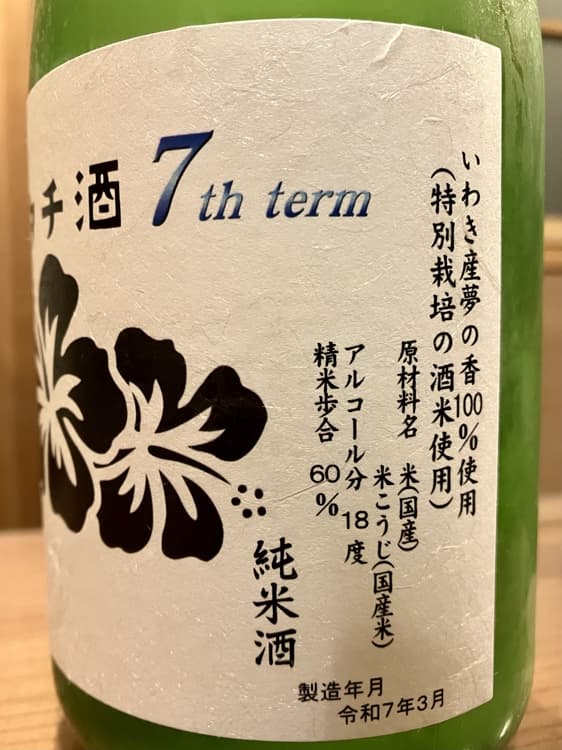 チ酒 7th term
いわき産夢の香100%使用
(特別栽培の酒米使用)
原材料名 米(国産)
米こうじ(国産米)
アルコール分 18度
精米歩合 60%
純米酒
製造年月
令和7年3月